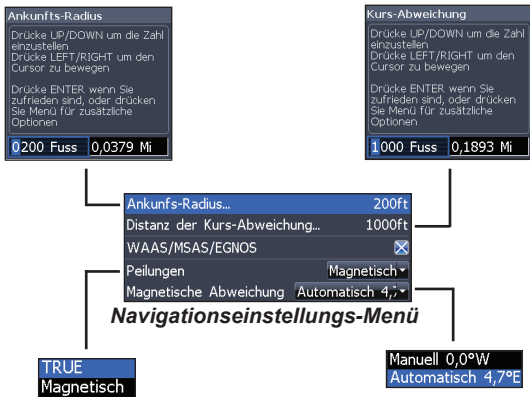 Ankunfts-Radius
Drücke UP/DOWN um die Zahl
einzustellen
Drücke LEFT/RIGHT um den
Cursor zu bewegen
Drücke ENTER wenn Sie
zufrieden sind, oder drücken
Sie Menü für zusätzliche
Optionen
0200 Fuss 0,0379 Mi
Kurs-Abweichung
Drücke UP/DOWN um die Zahl
einzustellen
Drücke LEFT/RIGHT um den
Cursor zu bewegen
Drücke ENTER wenn Sie
zufrieden sind, oder drücken
Sie Menü für zusätzliche
Optionen
1000 Fuss 0,1893 Mi
Ankunfs-Radius... 200ft
Distanz der Kurs-Abweichung... 1000ft
WAAS/MSAS/EGNOS
Peilungen Magnetisch
Magnetische Abweichung Automatisch 4,
Navigationseinstellungs-Menü
TRUE
Magnetisch
Manuell 0,0°W
Automatisch 4,7°E